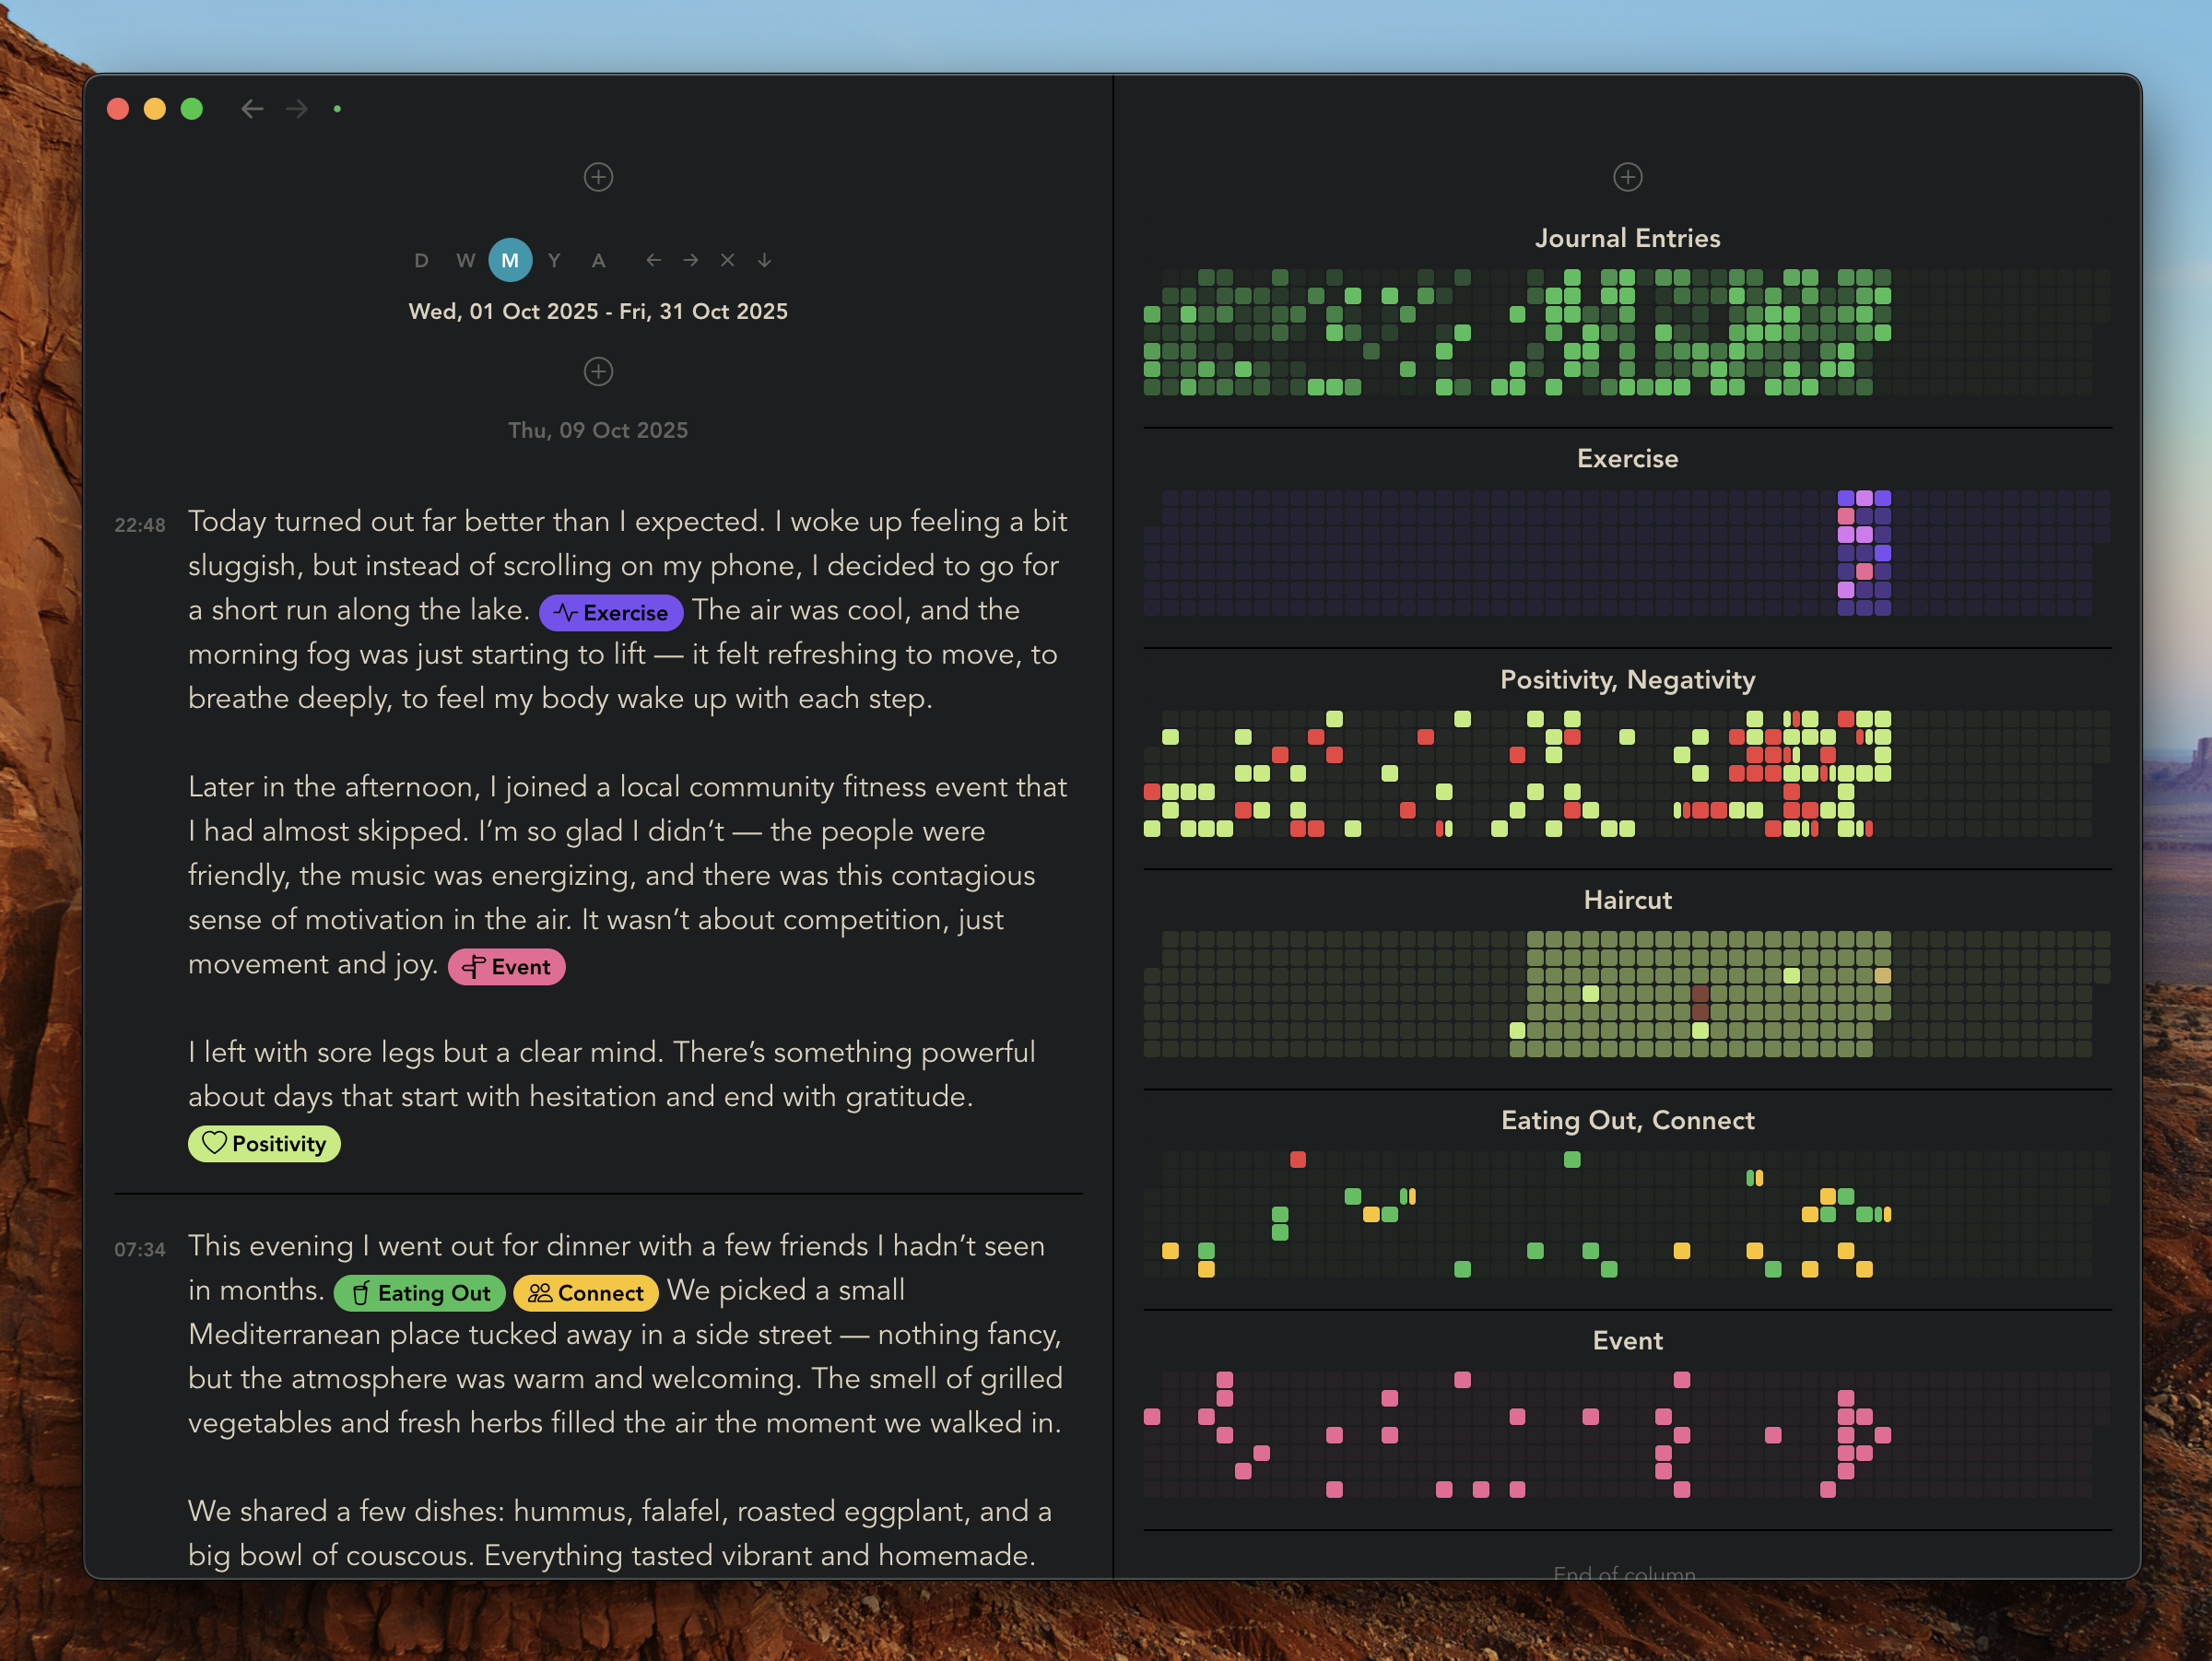 D W M Y A
Wed, 01 Oct 2025 - Fri, 31 Oct 2025
Thu, 09 Oct 2025
22:48
Today turned out far better than I expected. I woke up feeling a bit
sluggish, but instead of scrolling on my phone, I decided to go for
a short run along the lake. Exercise The air was cool, and the
morning fog was just starting to lift — it felt refreshing to move, to
breathe deeply, to feel my body wake up with each step.
Later in the afternoon, I joined a local community fitness event that
I had almost skipped. I’m so glad I didn’t — the people were
friendly, the music was energizing, and there was this contagious
sense of motivation in the air. It wasn’t about competition, just
movement and joy. Event
I left with sore legs but a clear mind. There’s something powerful
about days that start with hesitation and end with gratitude.
Positivity
07:34
This evening I went out for dinner with a few friends I hadn’t seen
in months. Eating Out Connect We picked a small
Mediterranean place tucked away in a side street — nothing fancy,
but the atmosphere was warm and welcoming. The smell of grilled
vegetables and fresh herbs filled the air the moment we walked in.
We shared a few dishes: hummus, falafel, roasted eggplant, and a
big bowl of couscous. Everything tasted vibrant and homemade.
Journal Entries
Exercise
Positivity, Negativity
Haircut
Eating Out, Connect
Event
End of column